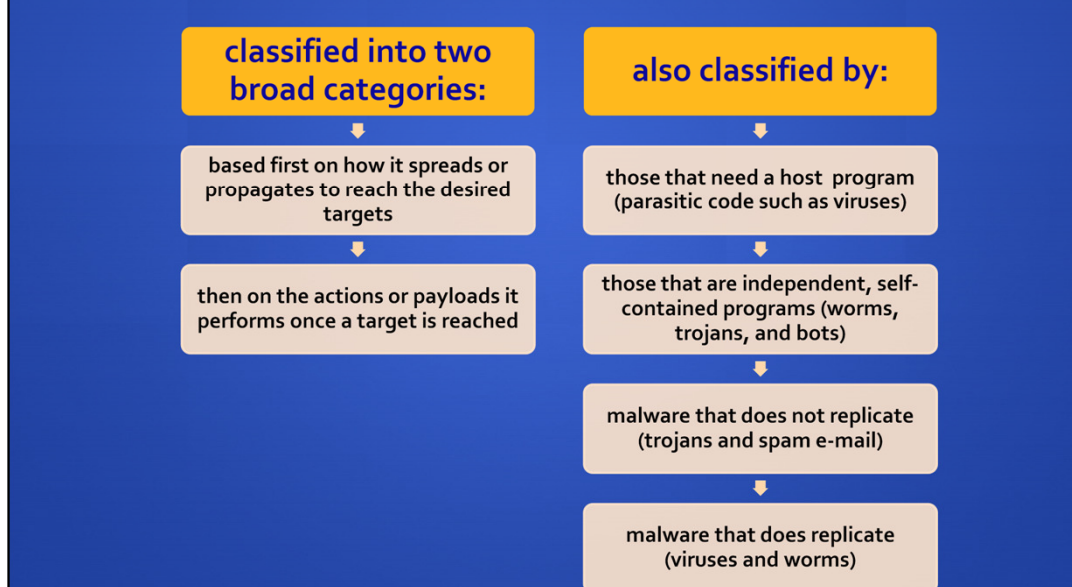 classified into two
broad categories:
based first on how it spreads or
propagates to reach the desired
targets
then on the actions or payloads it
performs once a target is reached
also classified by:
those that need a host program
(parasitic code such as viruses)
those that are independent, self-
contained programs (worms,
trojans, and bots)
malware that does not replicate
(trojans and spam e-mail)
malware that does replicate
(viruses and worms)